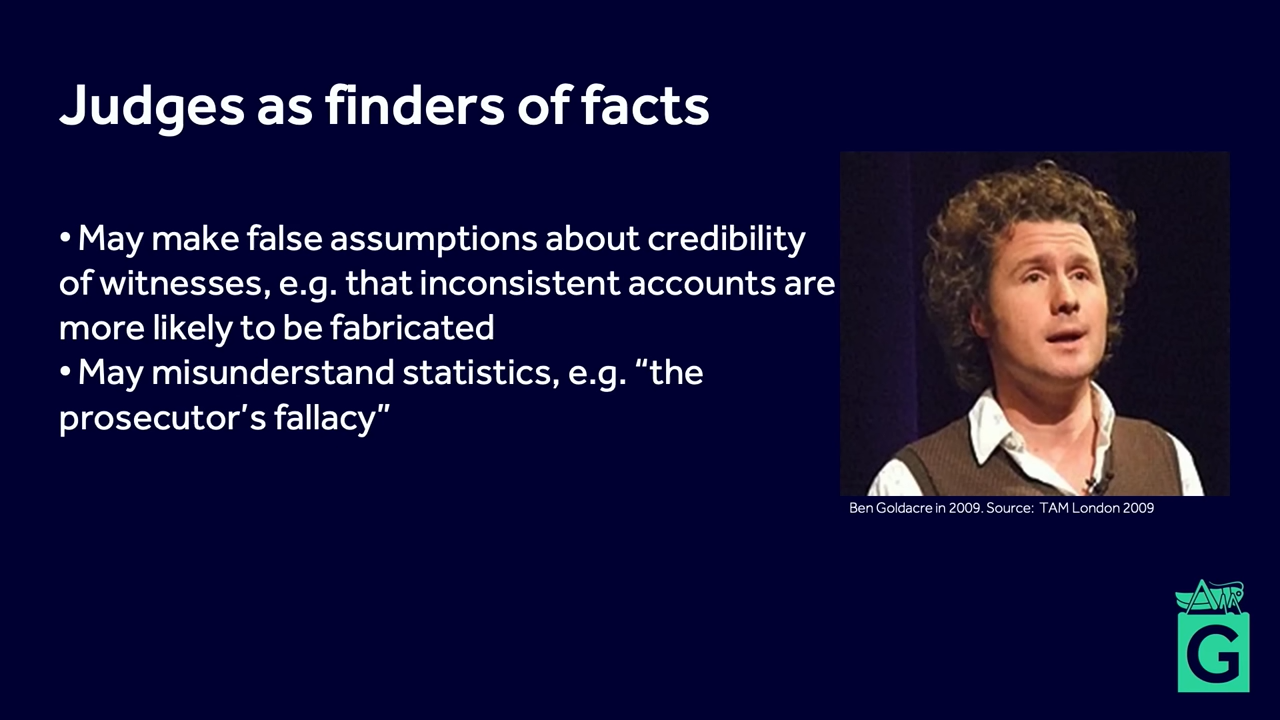 Judges as finders of facts
• May make false assumptions about credibility
of witnesses, e.g. that inconsistent accounts are
more likely to be fabricated
• May misunderstand statistics, e.g. “the
prosecutor’s fallacy”
Ben Goldacre in 2009. Source: TAM London 2009
G